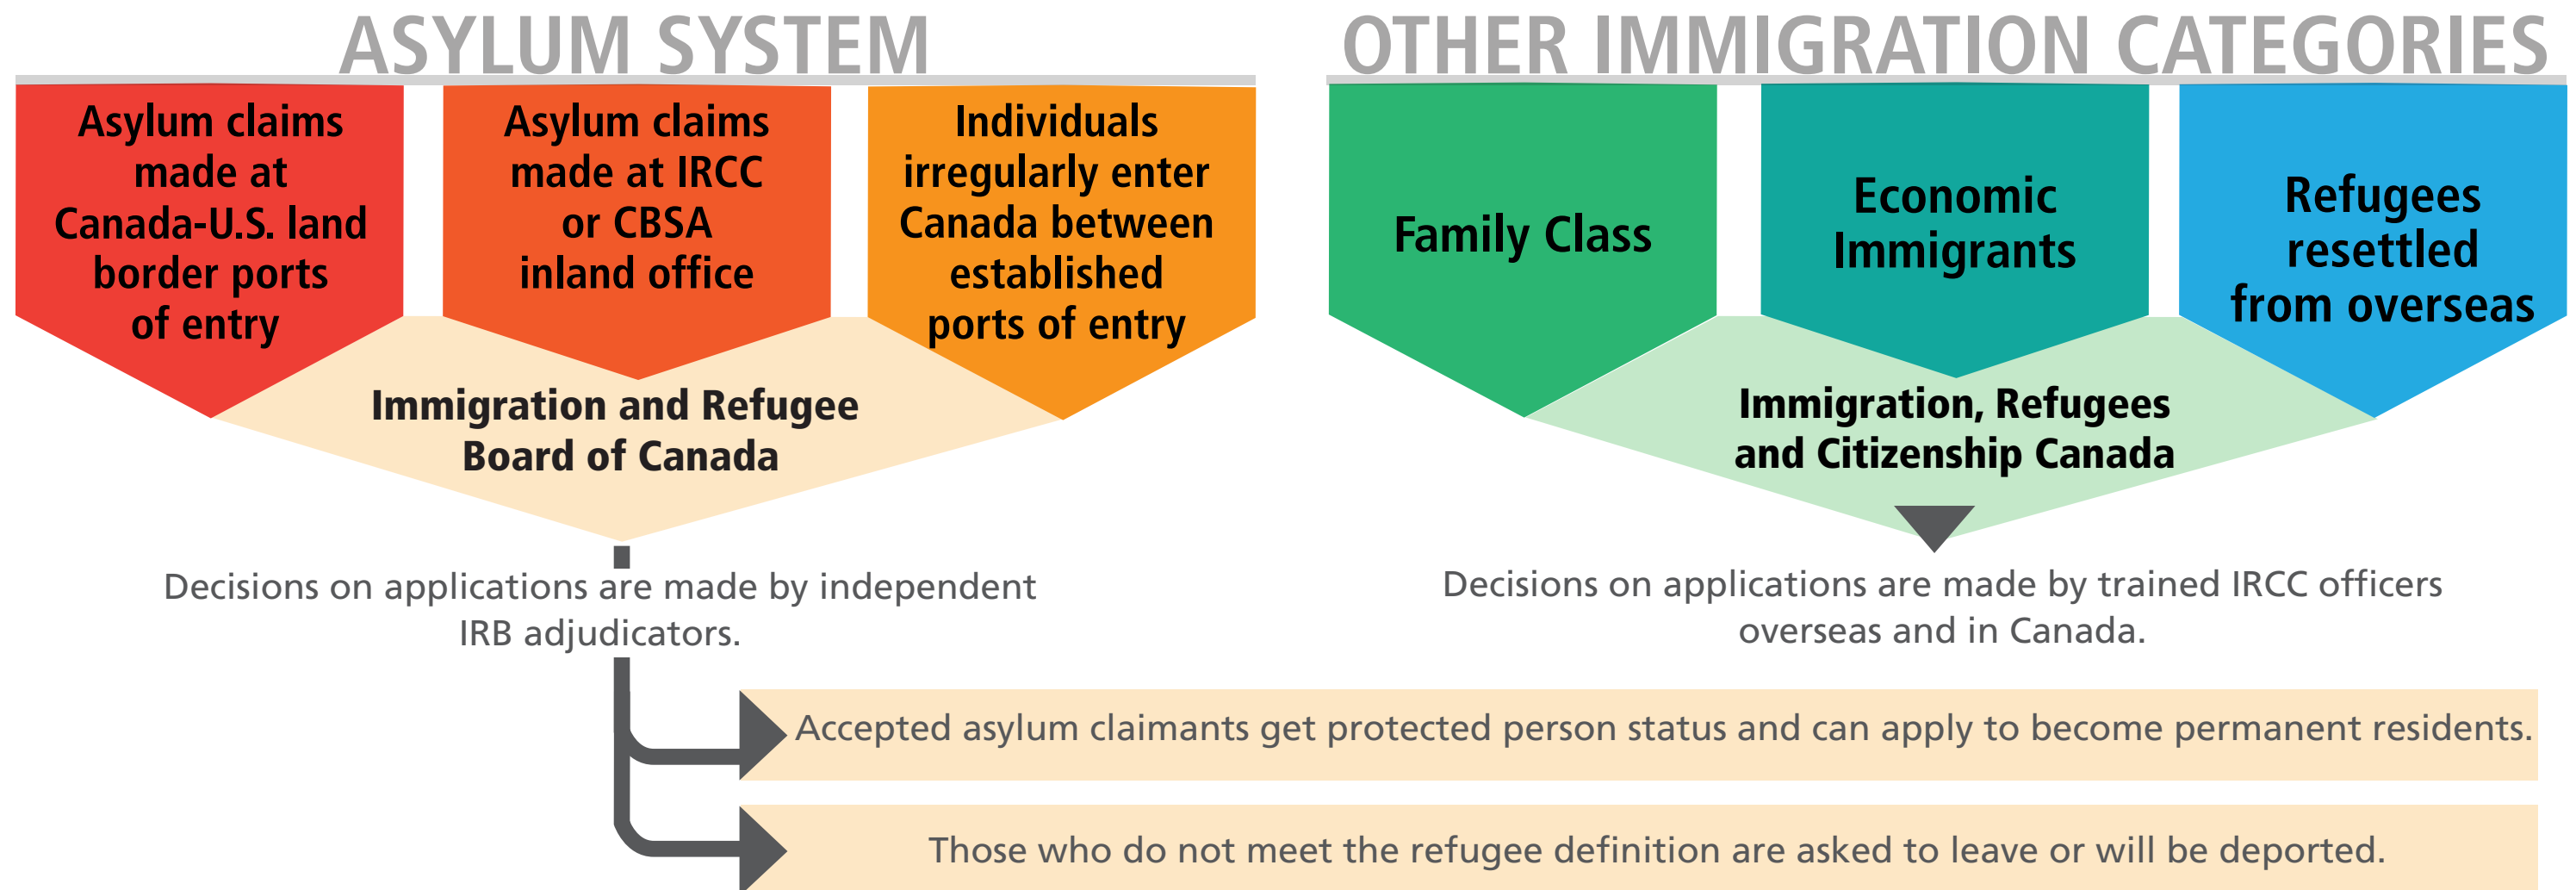 ASYLUM SYSTEM
Asylum claims
made at
Canada-U.S. land
border ports
of entry
Asylum claims
made at IRCC
or CBSA
inland office
Individuals
irregularly enter
Canada between
established
ports of entry
Immigration and Refugee
Board of Canada
Decisions on applications are made by independent
IRB adjudicators.
OTHER IMMIGRATION CATEGORIES
Family Class
Economic
Immigrants
Refugees
resettled
from overseas
Immigration, Refugees
and Citizenship Canada
Decisions on applications are made by trained IRCC officers
overseas and in Canada.
Accepted asylum claimants get protected person status and can apply to become permanent residents.
Those who do not meet the refugee definition are asked to leave or will be deported.